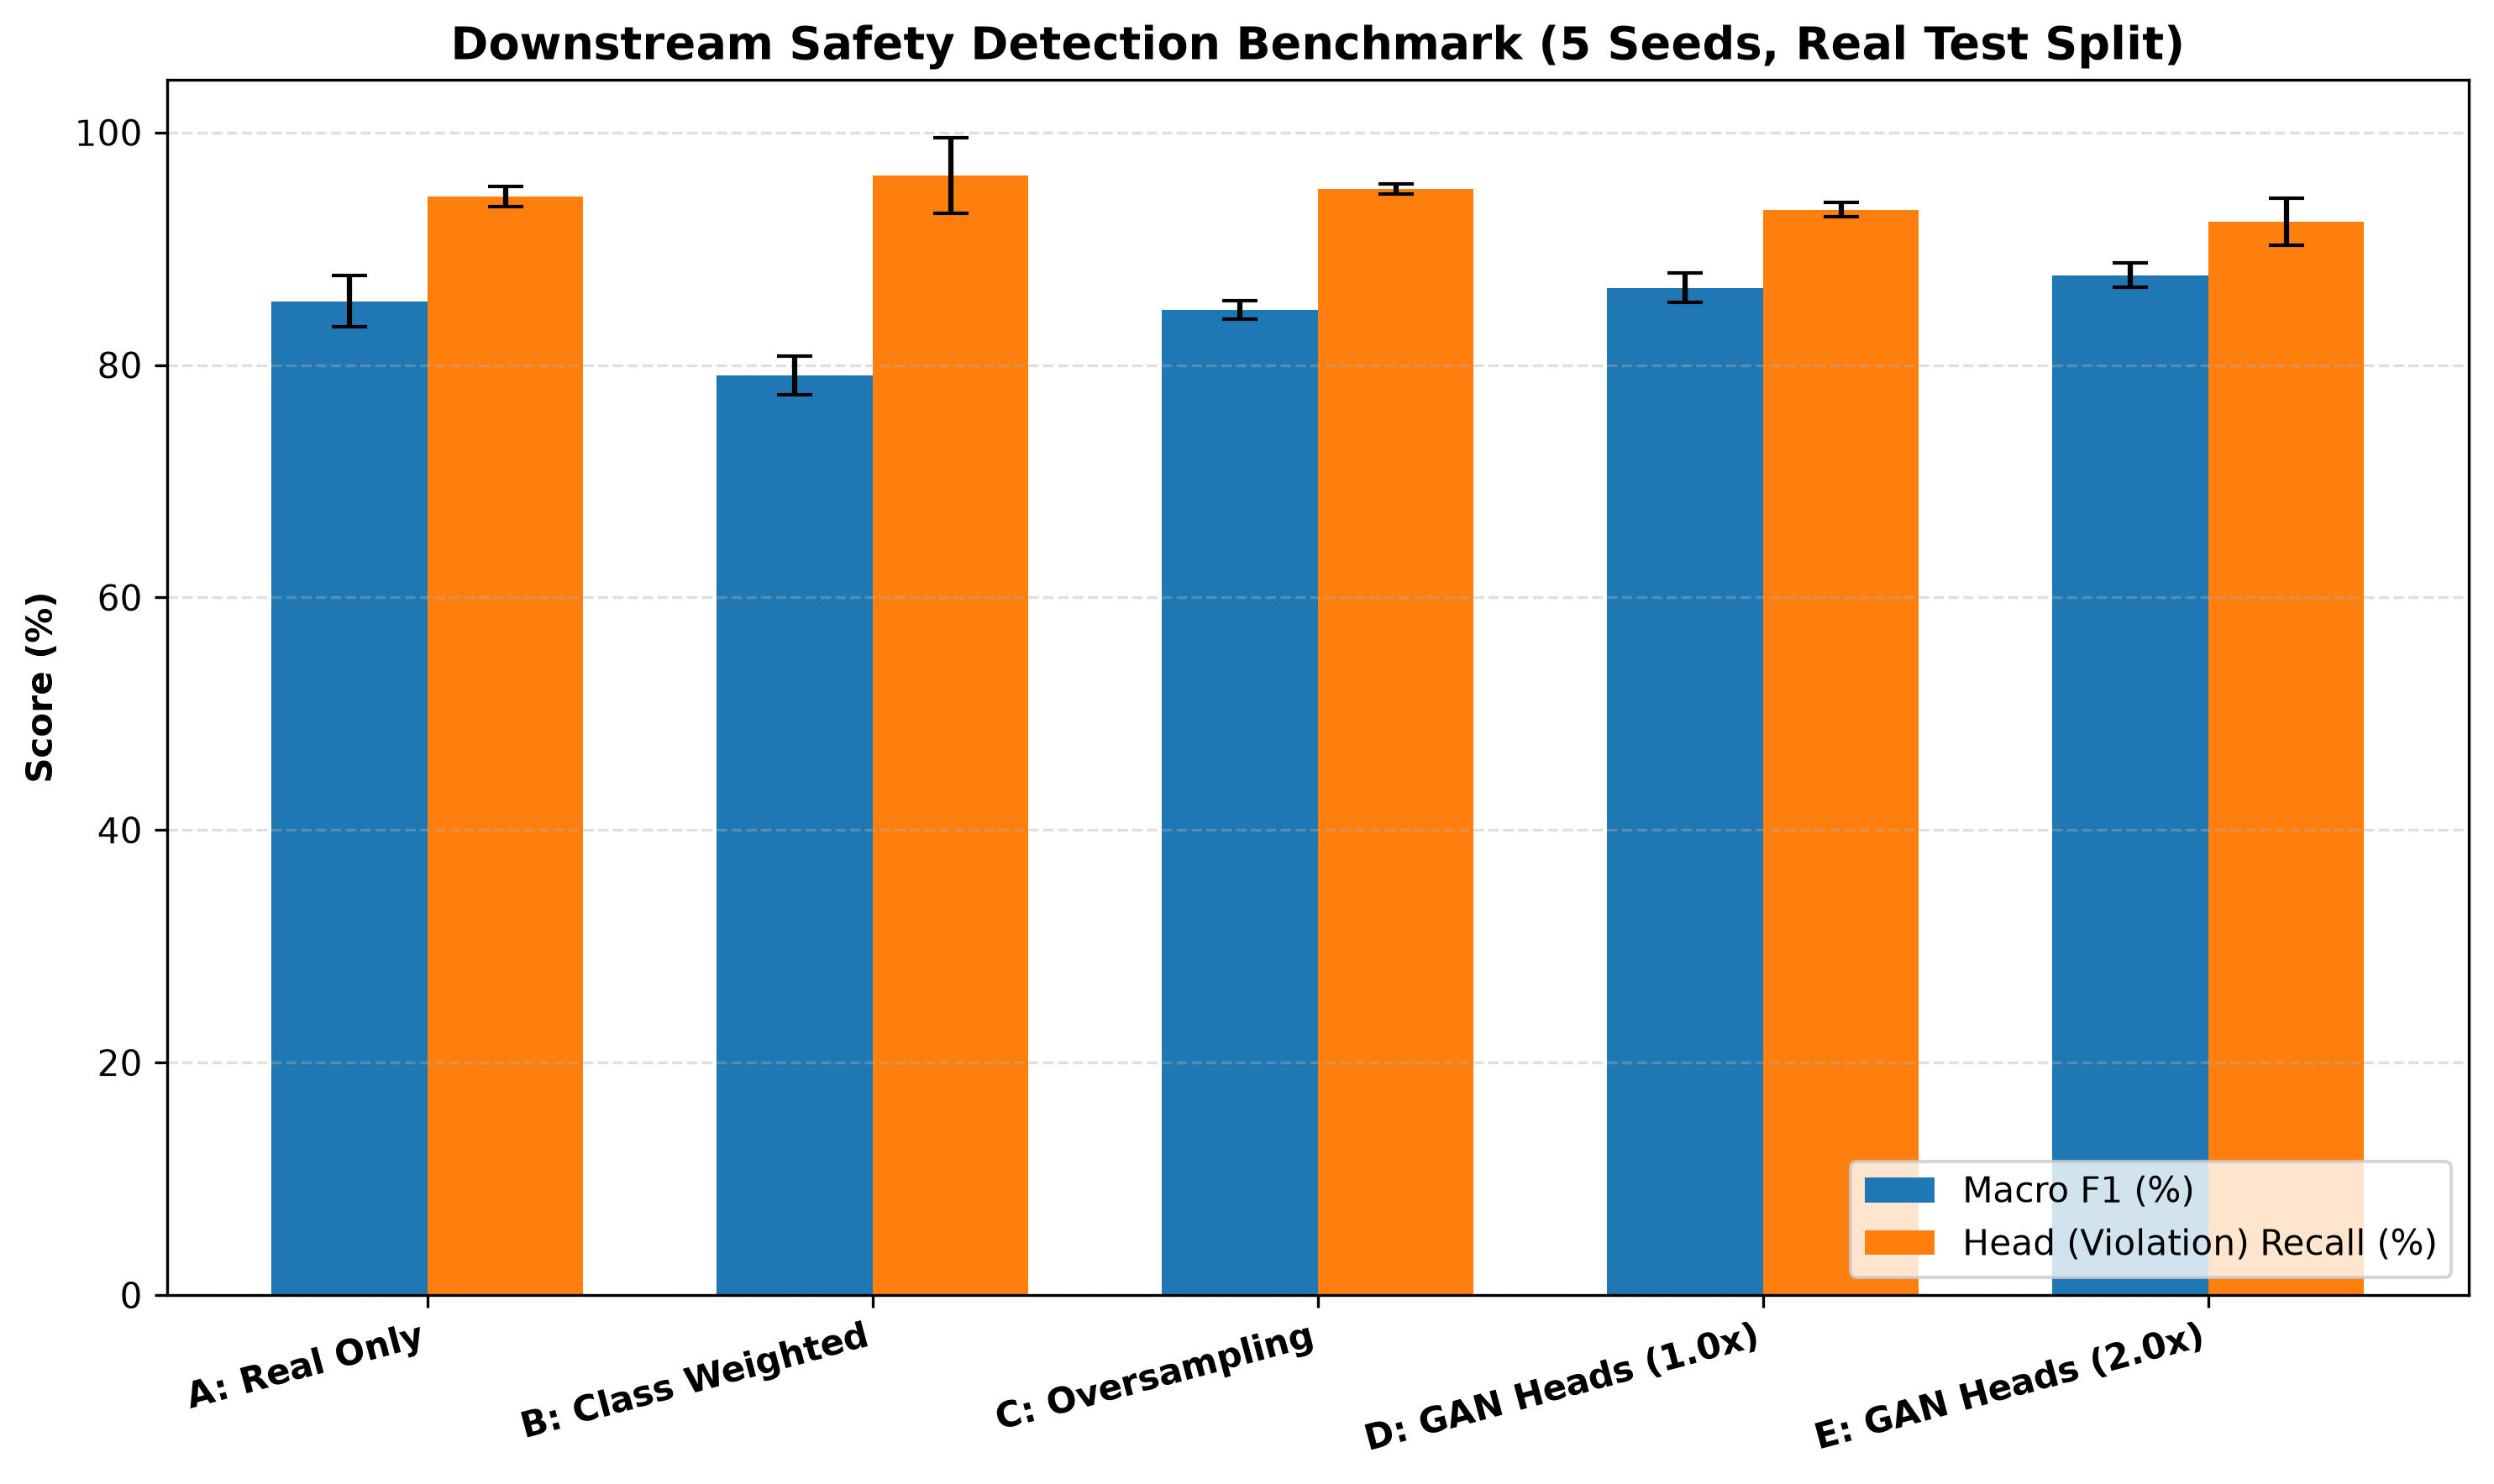 Downstream Safety Detection Benchmark (5 Seeds, Real Test Split)
Score (%)
100
80
60
40
20
0
A: Real Only
B: Class Weighted
C: Oversampling
D: GAN Heads (1.0x)
E: GAN Heads (2.0x)
Macro F1 (%)
Head (Violation) Recall (%)